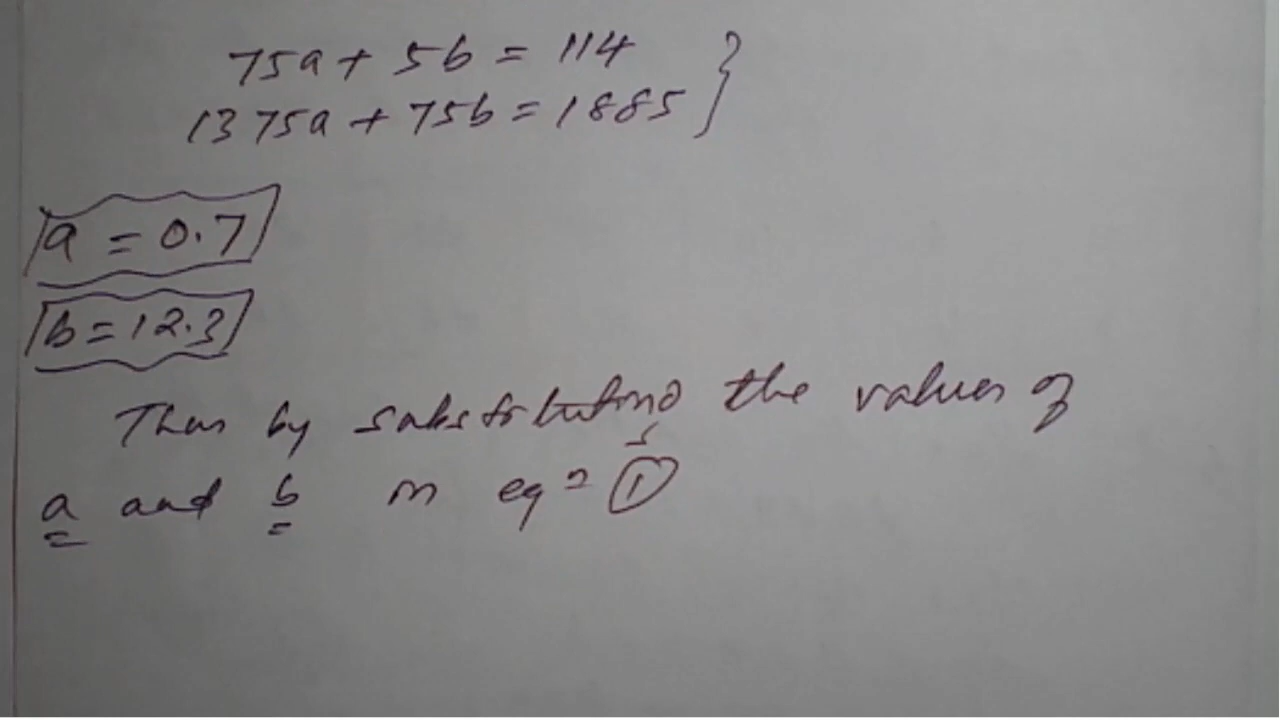 75a + 5b = 114 }
1375a + 75b = 1885
a = 0.7
b = 12.3
Thus by substituting the values of
a and b in eqn ①